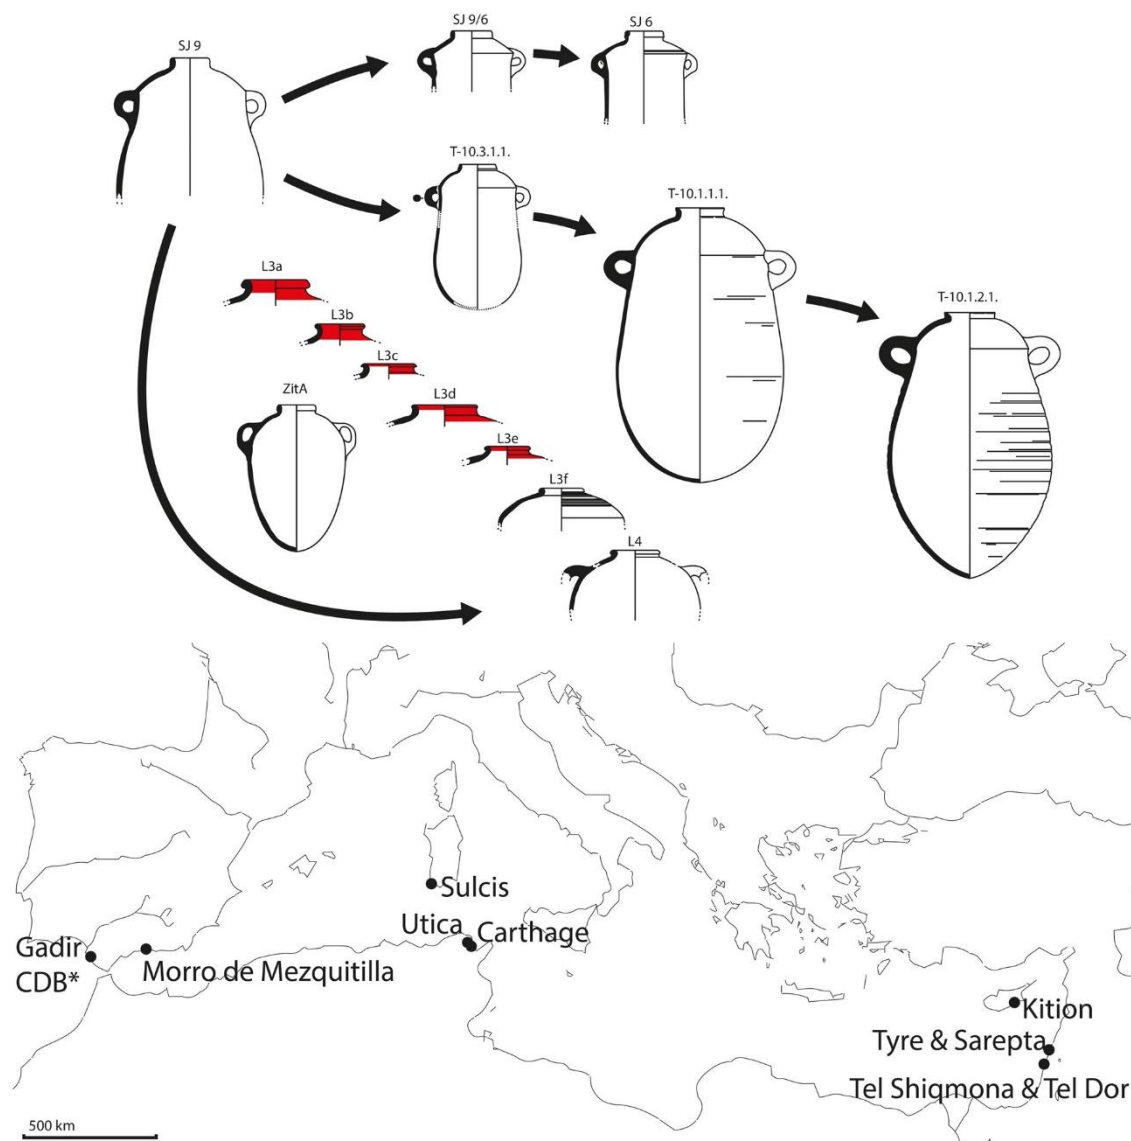 SJ 9
SJ 9/6
SJ 6
T-10.3.1.1.
T-10.1.1.1.
T-10.1.2.1.
L3a
L3b
L3c
ZitA
L3d
L3e
L3f
L4
Sulcis
Utica
Carthage
Gadir
CDB*
Morro de Mezquitilla
Kition
Tyre & Sarepta
Tel Shiqmona & Tel Dor
500 km